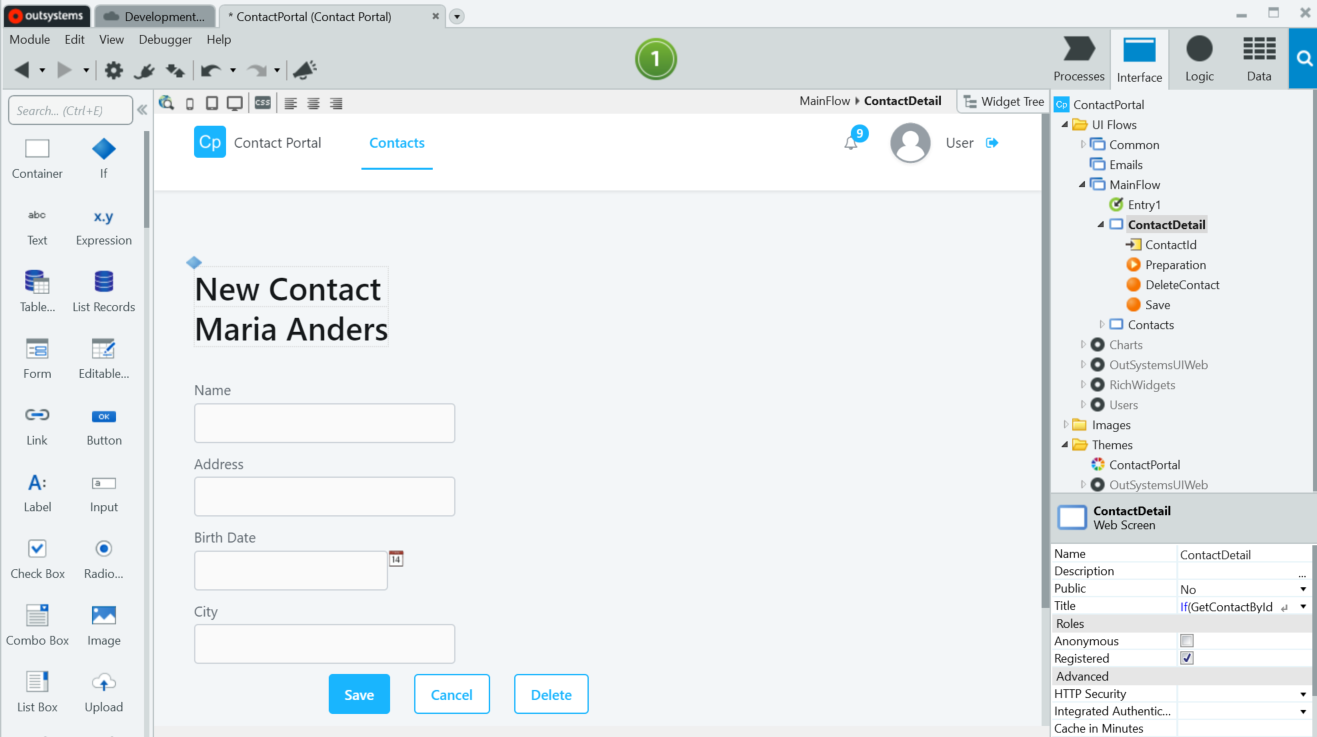 outsystems
Development...
* ContactPortal (Contact Portal)
Module Edit View Debugger Help
1
Processes Interface Logic Data
Search... (Ctrl+E)
CSS
MainFlow ContactDetail
Widget Tree
Container If
abc x.y
Text Expression
Table... List Records
Form Editable...
OK
Link Button
A: a
Label Input
Check Box Radio...
Combo Box Image
List Box Upload
Cp Contact Portal
Contacts
9
User
New Contact
Maria Anders
Name
Address
Birth Date
14
City
Save Cancel Delete
Cp ContactPortal
UI Flows
Common
Emails
MainFlow
Entry1
ContactDetail
ContactId
Preparation
DeleteContact
Save
Contacts
Charts
OutSystemsUIWeb
RichWidgets
Users
Images
Themes
ContactPortal
OutSystemsUIWeb
ContactDetail
Web Screen
Name ContactDetail
Description ...
Public No
Title If(GetContactById
Roles
Anonymous
Registered
Advanced
HTTP Security
Integrated Authentic...
Cache in Minutes